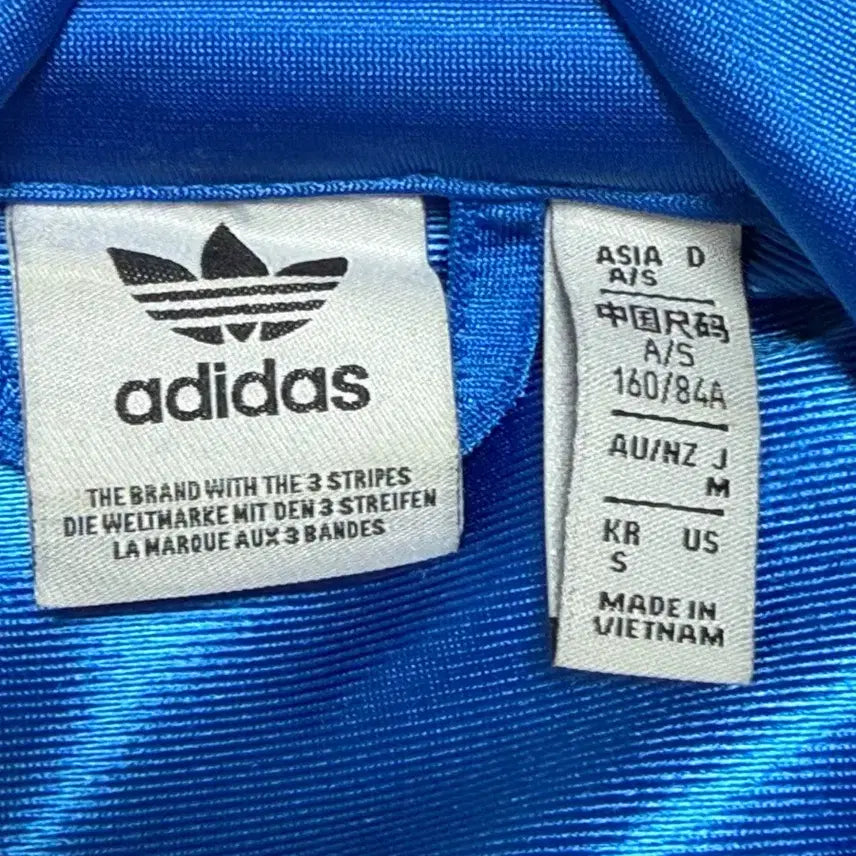 adidas
THE BRAND WITH THE 3 STRIPES
DIE WELTMARKE MIT DEN 3 STREIFEN
LA MARQUE AUX 3 BANDES
ASIA D
A/S
中国尺码
A/S
160/84A
AU/NZ J
M
KR US
S
MADE IN
VIETNAM